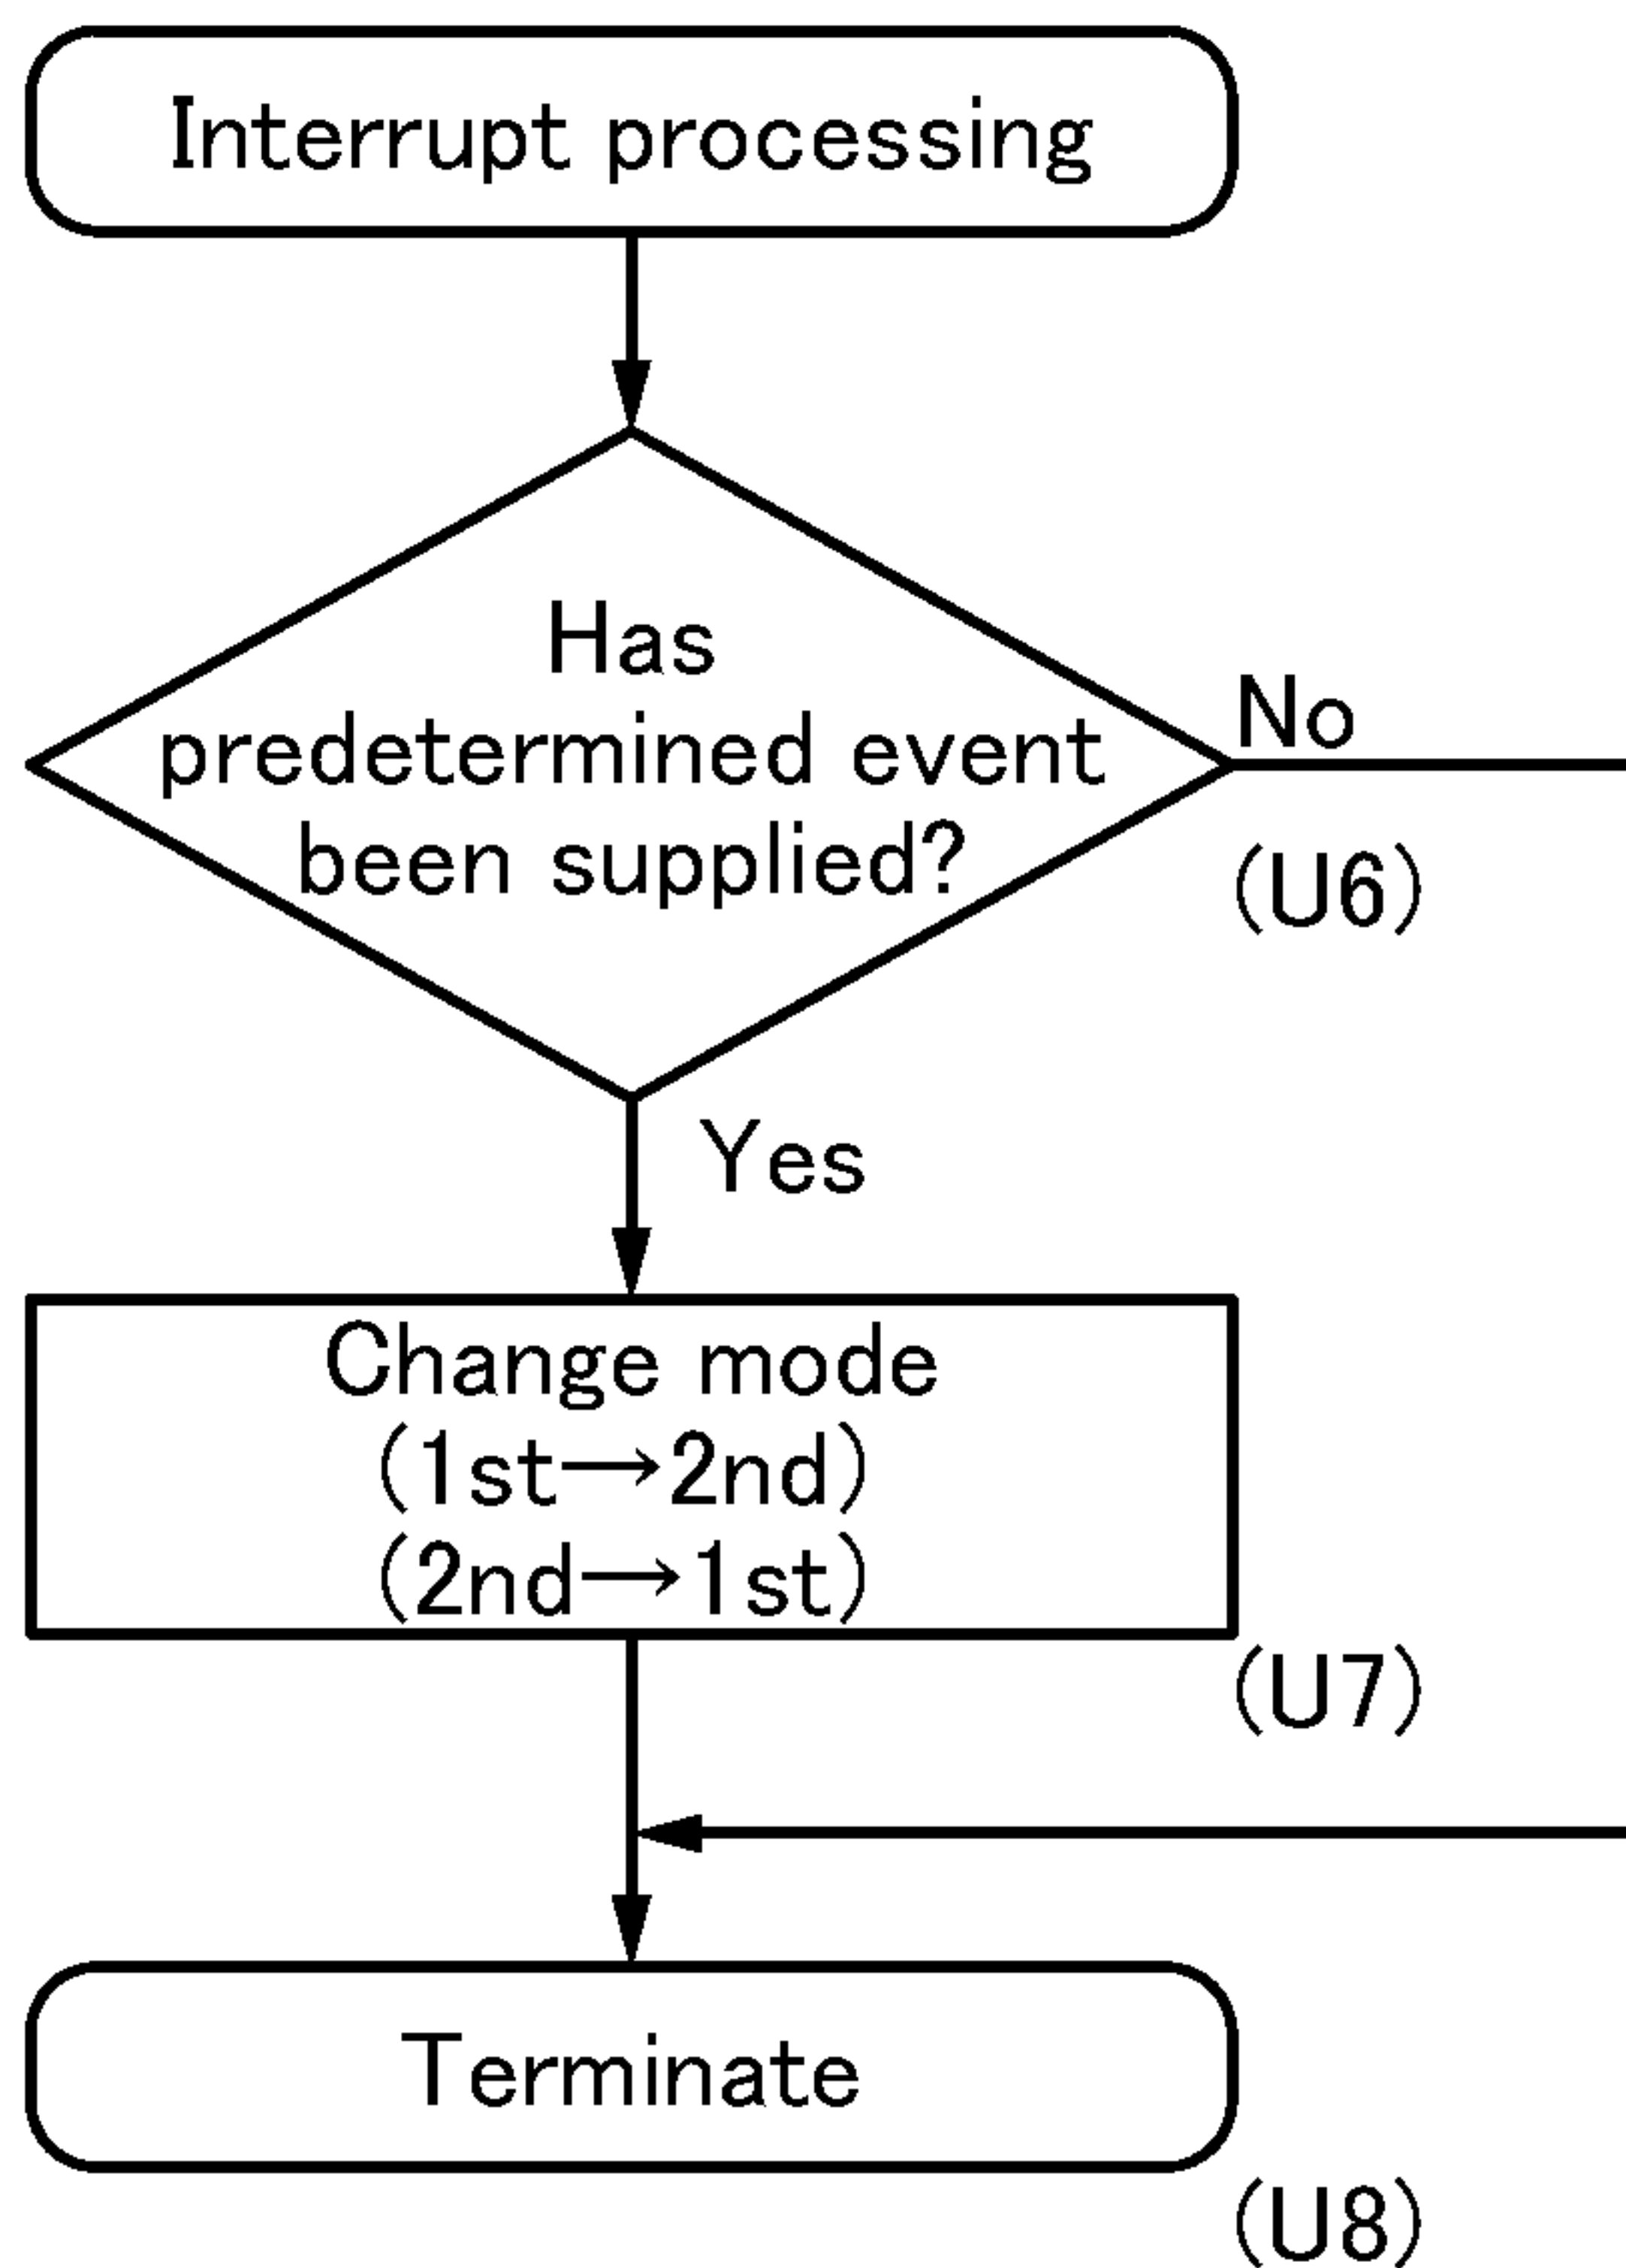 Interrupt processing
Has
predetermined event
been supplied?
No
(U6)
Yes
Change mode
(1st→2nd)
(2nd→1st)
(U7)
Terminate
(U8)